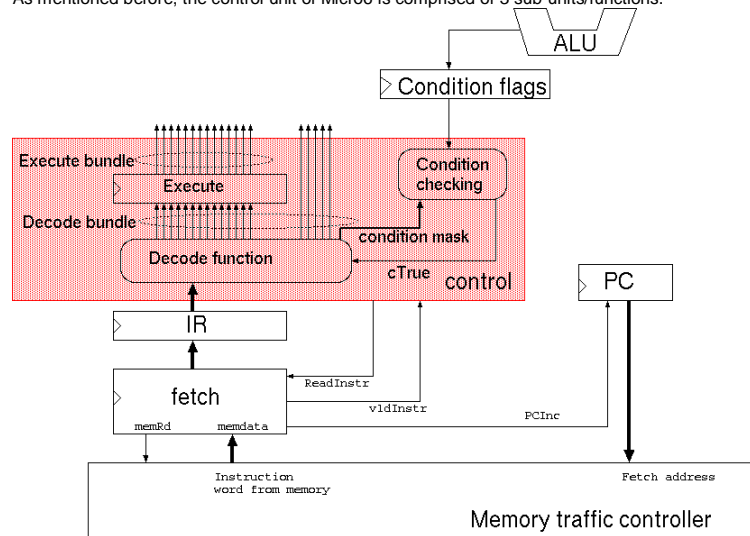 As mentioned before, the control unit of Micro6 is comprised of 3 sub-units/functions:
ALU
Condition flags
Execute bundle
Execute
Condition
checking
Decode bundle
condition mask
Decode function
cTrue
control
PC
IR
ReadInstr
fetch
vldInstr
PCInc
memRd
memdata
Instruction
word from memory
Fetch address
Memory traffic controller